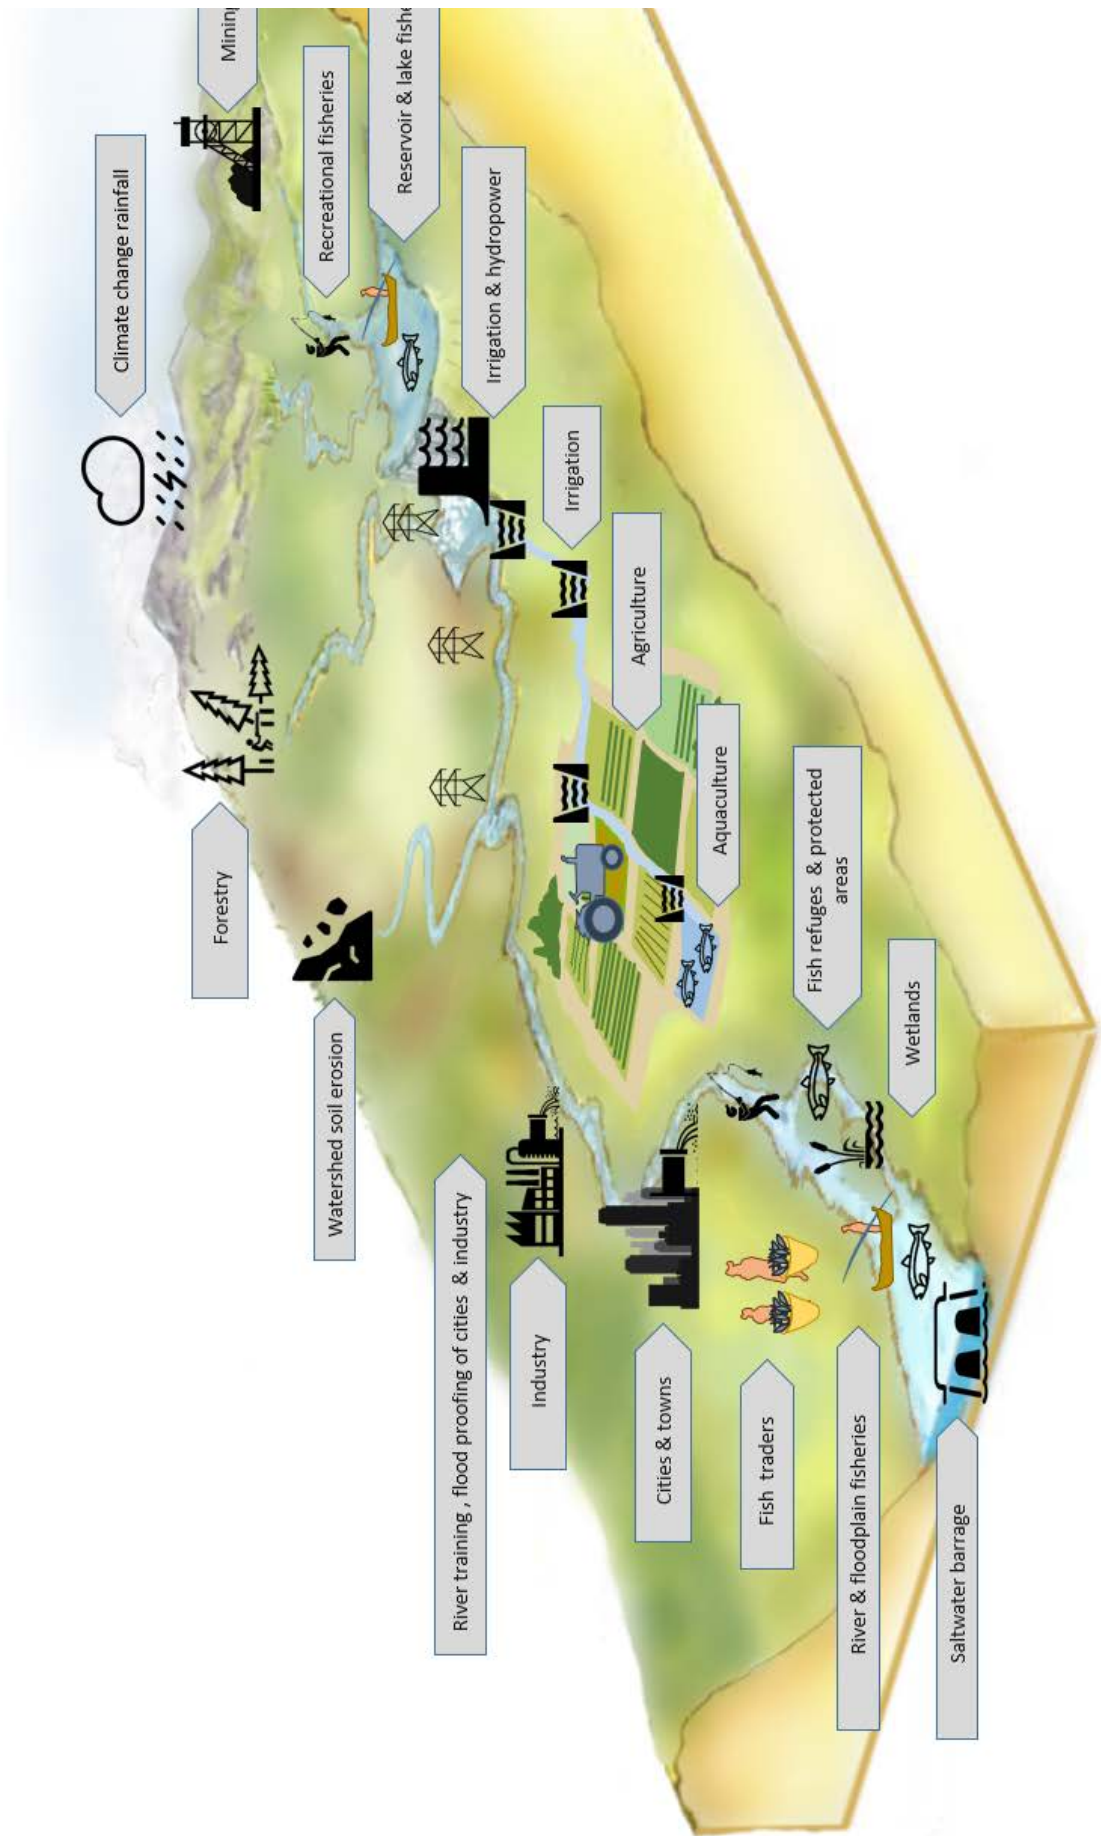 Climate change rainfall
Mining
Recreational fisheries
Reservoir & lake fishe
Irrigation & hydropower
Irrigation
Agriculture
Aquaculture
Fish refuges & protected
areas
Wetlands
Forestry
Watershed soil erosion
River training , flood proofing of cities & industry
Industry
Cities & towns
Fish traders
River & floodplain fisheries
Saltwater barrage